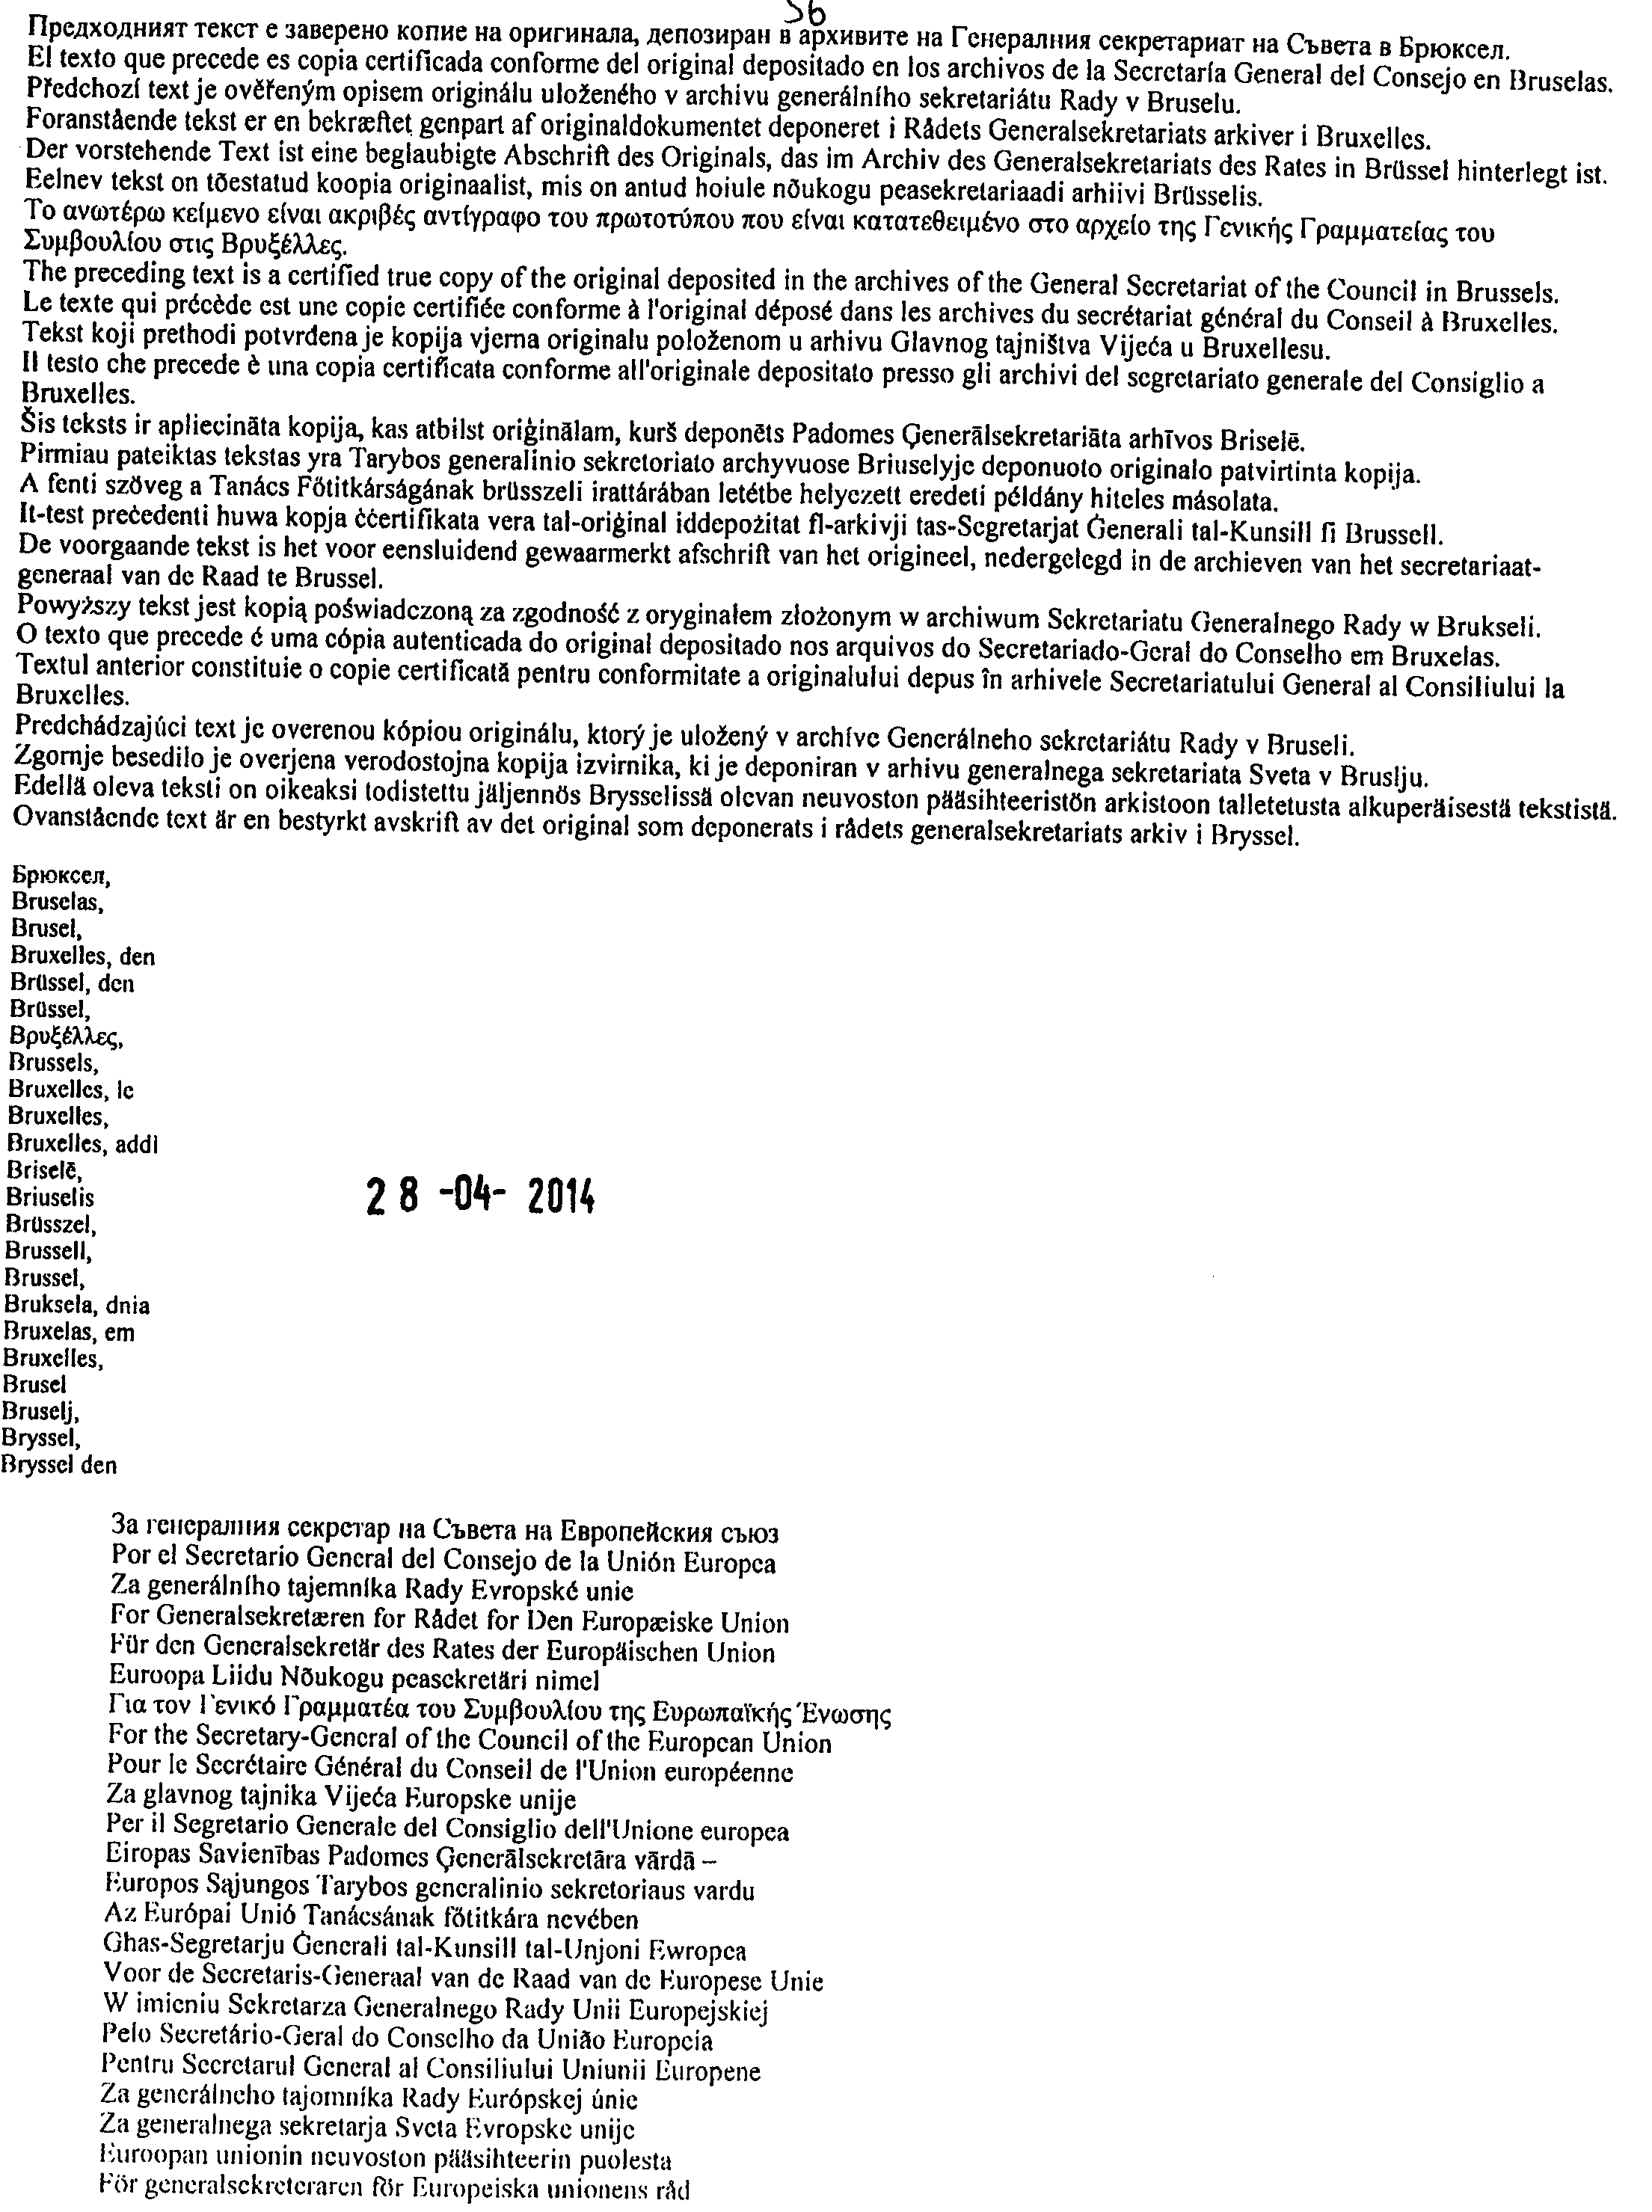 56
Предходният текст е заверено копие на оригинала, депозиран в архивите на Генералния секретариат на Съвета в Брюксел.
El texto que precede es copia certificada conforme del original depositado en los archivos de la Secretaría General del Consejo en Bruselas.
Předchozí text je ověřeným opisem originálu uloženého v archivu generálního sekretariátu Rady v Bruselu.
Foranstående tekst er en bekræftet genpart af originaldokumentet deponeret i Rådets Generalsekretariats arkiver i Bruxelles.
Der vorstehende Text ist eine beglaubigte Abschrift des Originals, das im Archiv des Generalsekretariats des Rates in Brüssel hinterlegt ist.
Eelnev tekst on tõestatud koopia originaalist, mis on antud hoiule nõukogu peasekretariaadi arhiivi Brüsselis.
Το ανωτέρω κείμενο είναι ακριβές αντίγραφο του πρωτοτύπου που είναι κατατεθειμένο στο αρχείο της Γενικής Γραμματείας του
Συμβουλίου στις Βρυξέλλες.
The preceding text is a certified true copy of the original deposited in the archives of the General Secretariat of the Council in Brussels.
Le texte qui précède est une copie certifiée conforme à l'original déposé dans les archives du secrétariat général du Conseil à Bruxelles.
Tekst koji prethodi potvrđena je kopija vjerna originalu položenom u arhivu Glavnog tajništva Vijeća u Bruxellesu.
Il testo che precede è una copia certificata conforme all'originale depositato presso gli archivi del segretariato generale del Consiglio a
Bruxelles.
Šis teksts ir apliecināta kopija, kas atbilst oriģinālam, kurš deponēts Padomes Ģenerālsekretariāta arhīvos Briselē.
Pirmiau pateiktas tekstas yra Tarybos generalinio sekretoriato archyvuose Briuselyje deponuoto originalo patvirtinta kopija.
A fenti szöveg a Tanács Főtitkárságának brüsszeli irattárában letétbe helyezett eredeti példány hiteles másolata.
It-test preċedenti huwa kopja ċċertifikata vera tal-oriġinal iddepożitat fl-arkivji tas-Segretarjat Ġenerali tal-Kunsill fi Brussell.
De voorgaande tekst is het voor eensluidend gewaarmerkt afschrift van het origineel, nedergelegd in de archieven van het secretariaat-
generaal van de Raad te Brussel.
Powyższy tekst jest kopią poświadczoną za zgodność z oryginałem złożonym w archiwum Sekretariatu Generalnego Rady w Brukseli.
O texto que precede é uma cópia autenticada do original depositado nos arquivos do Secretariado-Geral do Conselho em Bruxelas.
Textul anterior constituie o copie certificată pentru conformitate a originalului depus în arhivele Secretariatului General al Consiliului la
Bruxelles.
Predchádzajúci text je overenou kópiou originálu, ktorý je uložený v archíve Generálneho sekretariátu Rady v Bruseli.
Zgornje besedilo je overjena verodostojna kopija izvirnika, ki je deponiran v arhivu generalnega sekretariata Sveta v Bruslju.
Edellä oleva teksti on oikeaksi todistettu jäljennös Brysselissä olevan neuvoston pääsihteeristön arkistoon talletetusta alkuperäisestä tekstistä.
Ovanstående text är en bestyrkt avskrift av det original som deponerats i rådets generalsekretariats arkiv i Bryssel.
Брюксел,
Bruselas,
Brusel,
Bruxelles, den
Brüssel, den
Brüssel,
Βρυξέλλες,
Brussels,
Bruxelles, le
Bruxelles,
Bruxelles, addì
Briselē,
Briuselis
Brüsszel,
Brussell,
Brussel,
Bruksela, dnia
Bruxelas, em
Bruxelles,
Brusel
Bruselj,
Bryssel,
Bryssel den
28 -04- 2014
За генералния секретар на Съвета на Европейския съюз
Por el Secretario General del Consejo de la Unión Europea
Za generálního tajemníka Rady Evropské unie
For Generalsekretæren for Rådet for Den Europæiske Union
Für den Generalsekretär des Rates der Europäischen Union
Euroopa Liidu Nõukogu peasekretäri nimel
Για τον Γενικό Γραμματέα του Συμβουλίου της Ευρωπαϊκής Ένωσης
For the Secretary-General of the Council of the European Union
Pour le Secrétaire Général du Conseil de l'Union européenne
Za glavnog tajnika Vijeća Europske unije
Per il Segretario Generale del Consiglio dell'Unione europea
Eiropas Savienības Padomes Ģenerālsekretāra vārdā –
Europos Sąjungos Tarybos generalinio sekretoriaus vardu
Az Európai Unió Tanácsának főtitkára nevében
Għas-Segretarju Ġenerali tal-Kunsill tal-Unjoni Ewropea
Voor de Secretaris-Generaal van de Raad van de Europese Unie
W imieniu Sekretarza Generalnego Rady Unii Europejskiej
Pelo Secretário-Geral do Conselho da União Europeia
Pentru Secretarul General al Consiliului Uniunii Europene
Za generálneho tajomníka Rady Európskej únie
Za generalnega sekretarja Sveta Evropske unije
Euroopan unionin neuvoston pääsihteerin puolesta
För generalsekreteraren för Europeiska unionens råd